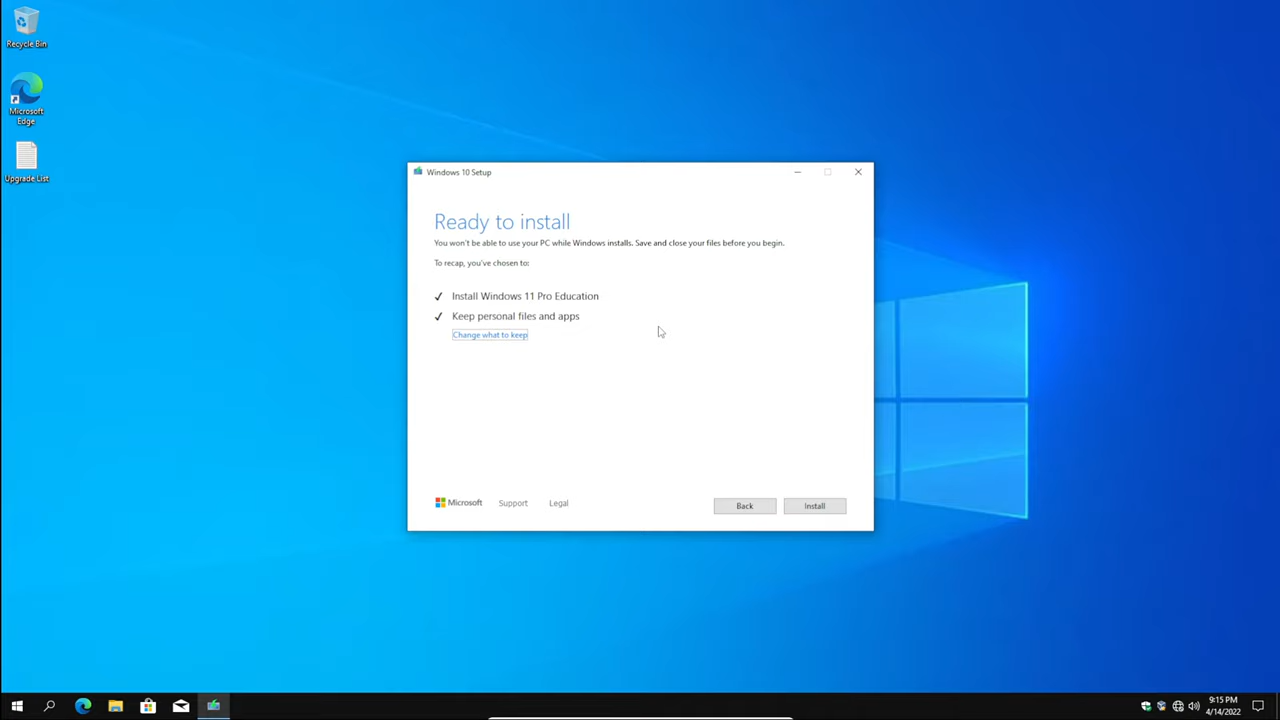 Recycle Bin
Microsoft
Edge
Upgrade List
Windows 10 Setup
Ready to install
You won't be able to use your PC while Windows installs. Save and close your files before you begin.
To recap, you've chosen to:
✓ Install Windows 11 Pro Education
✓ Keep personal files and apps
Change what to keep
Microsoft Support Legal Back Install
9:15 PM
4/14/2022